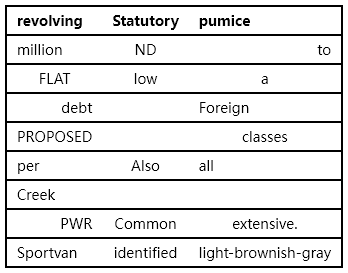 revolving Statutory pumice
million ND to
FLAT low a
debt Foreign
PROPOSED classes
per Also all
Creek
PWR Common extensive.
Sportvan identified light-brownish-gray